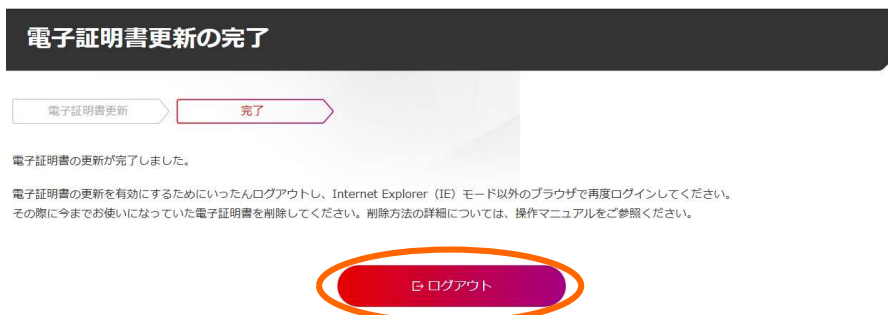 電子証明書更新の完了
電子証明書更新
完了
電子証明書の更新が完了しました。
電子証明書の更新を有効にするためにいったんログアウトし、Internet Explorer（IE）モード以外のブラウザで再度ログインしてください。
その際に今までお使いになっていた電子証明書を削除してください。削除方法の詳細については、操作マニュアルをご参照ください。
ログアウト